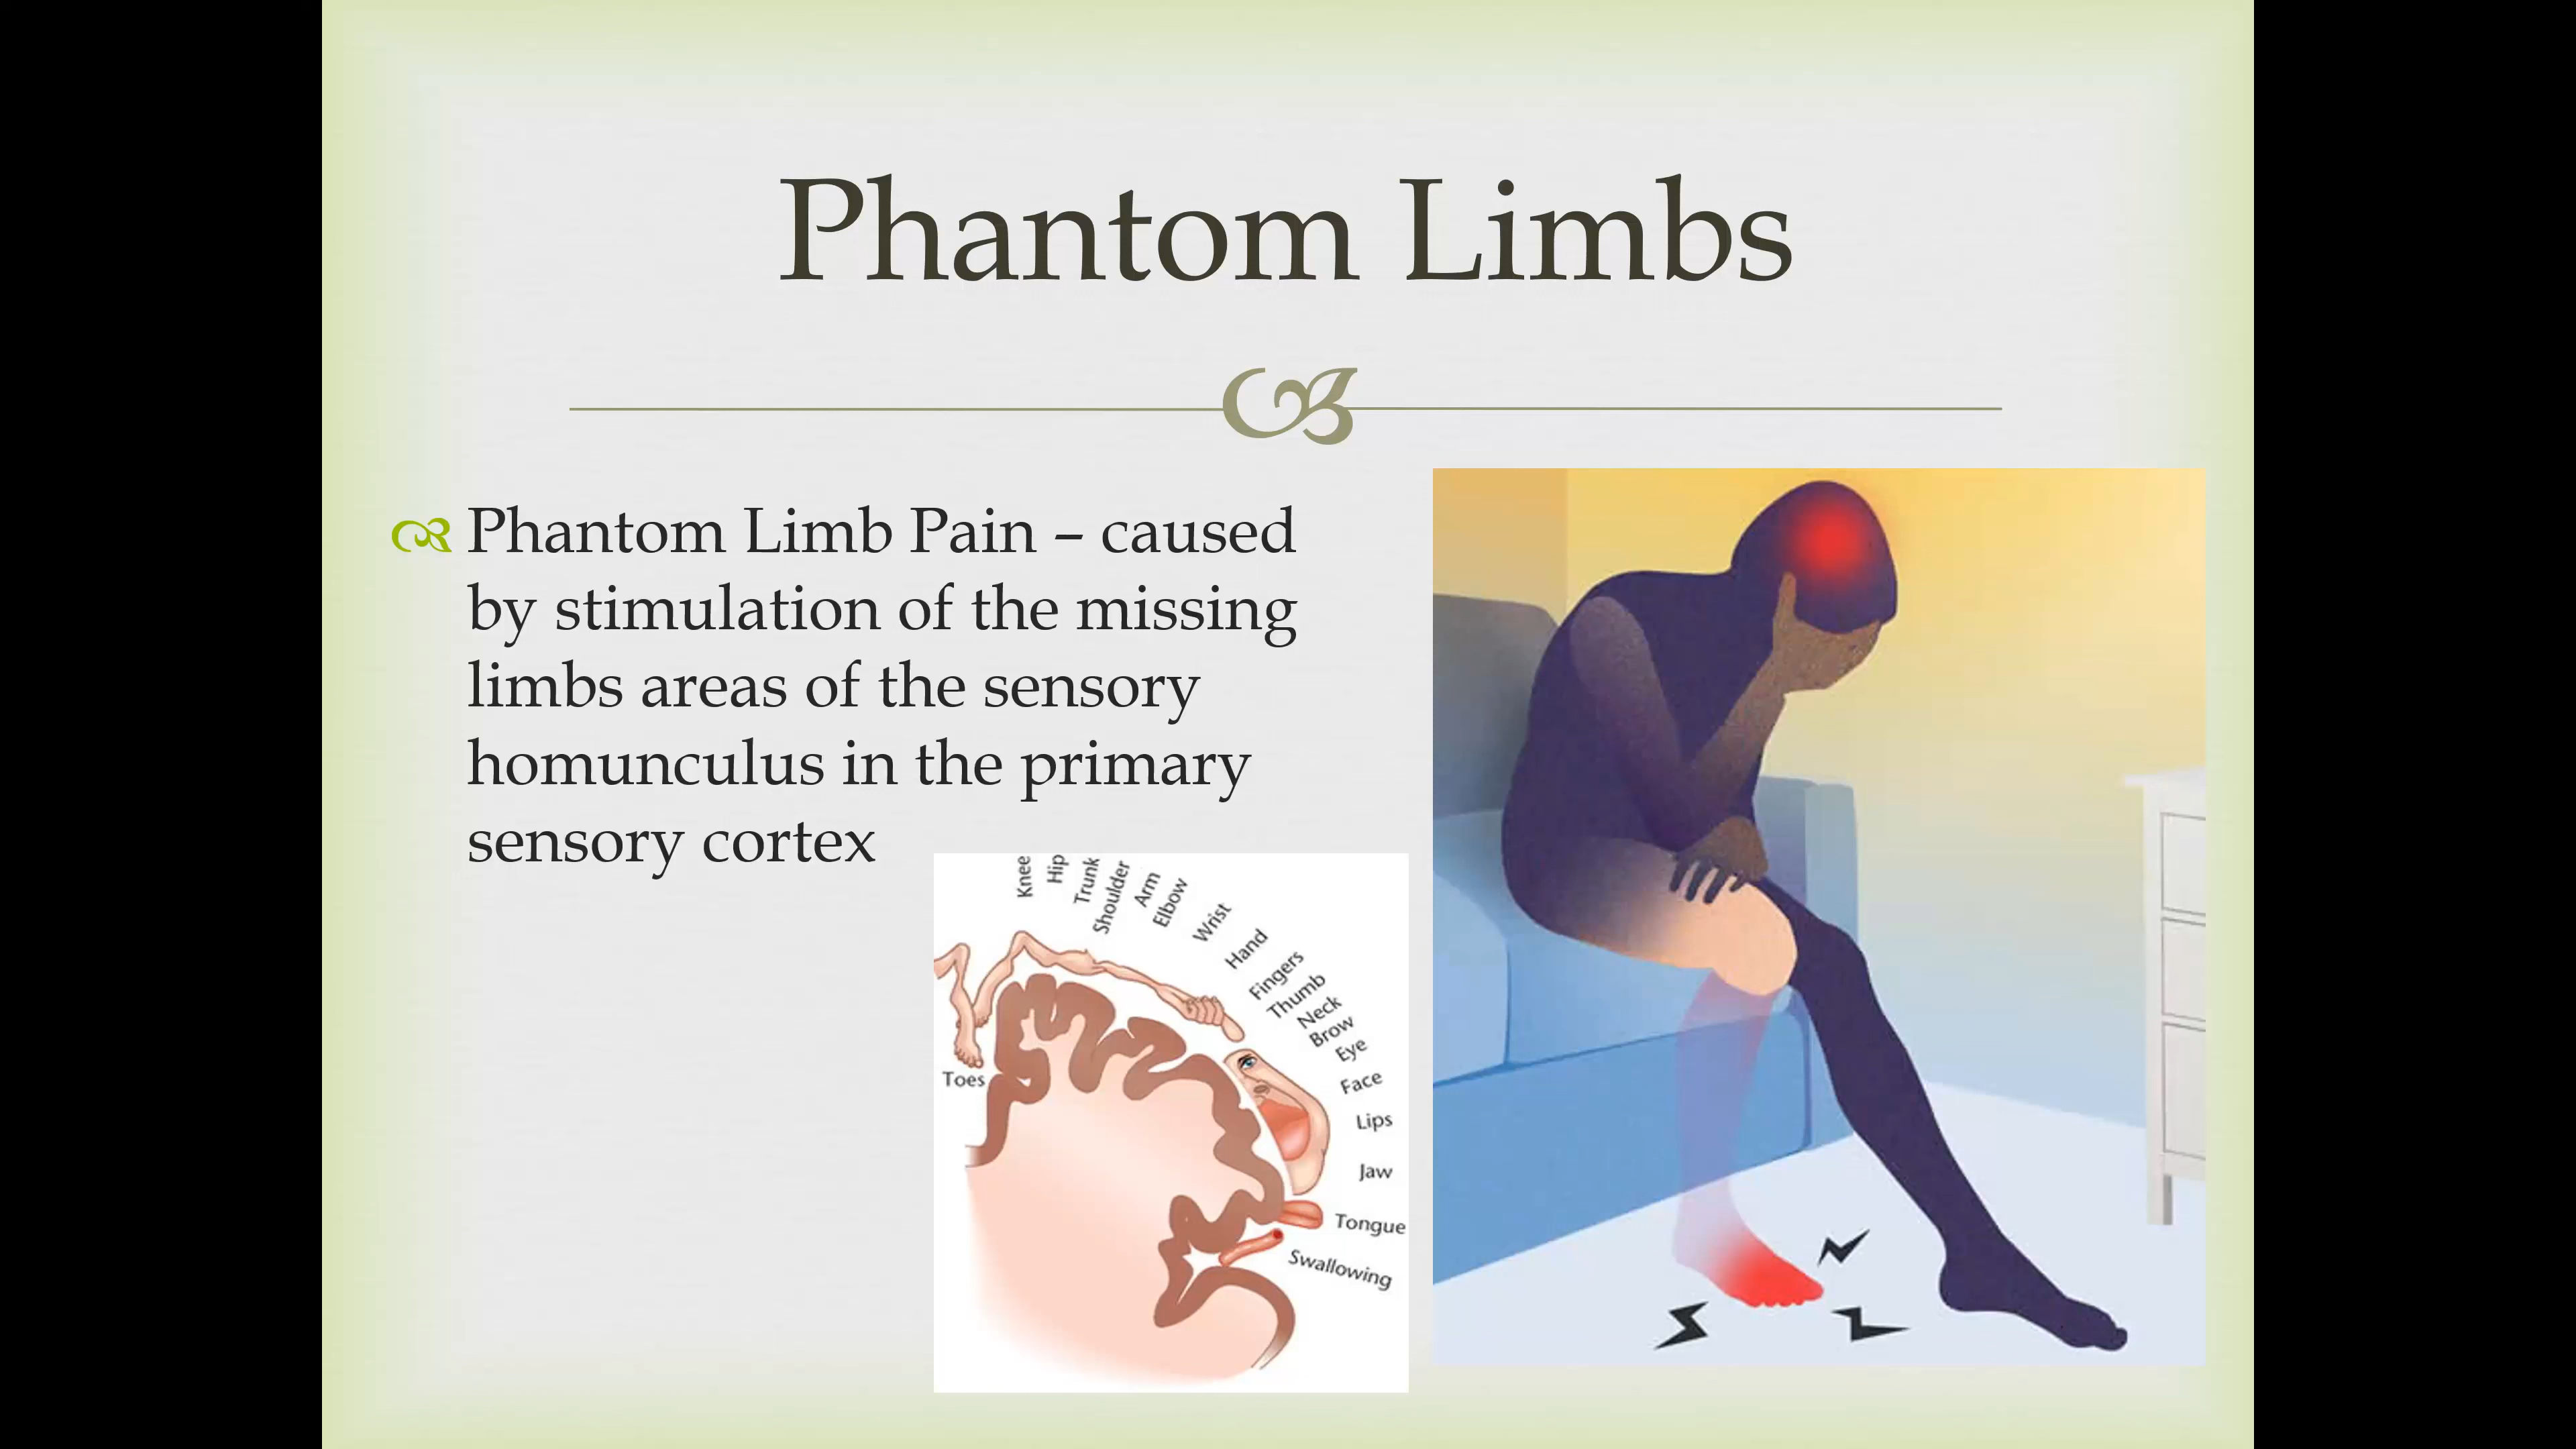 Phantom Limbs
Phantom Limb Pain – caused
by stimulation of the missing
limbs areas of the sensory
homunculus in the primary
sensory cortex
Knee
Hip
Trunk
Shoulder
Arm
Elbow
Wrist
Hand
Fingers
Thumb
Neck
Brow
Eye
Face
Lips
Jaw
Tongue
Swallowing
Toes